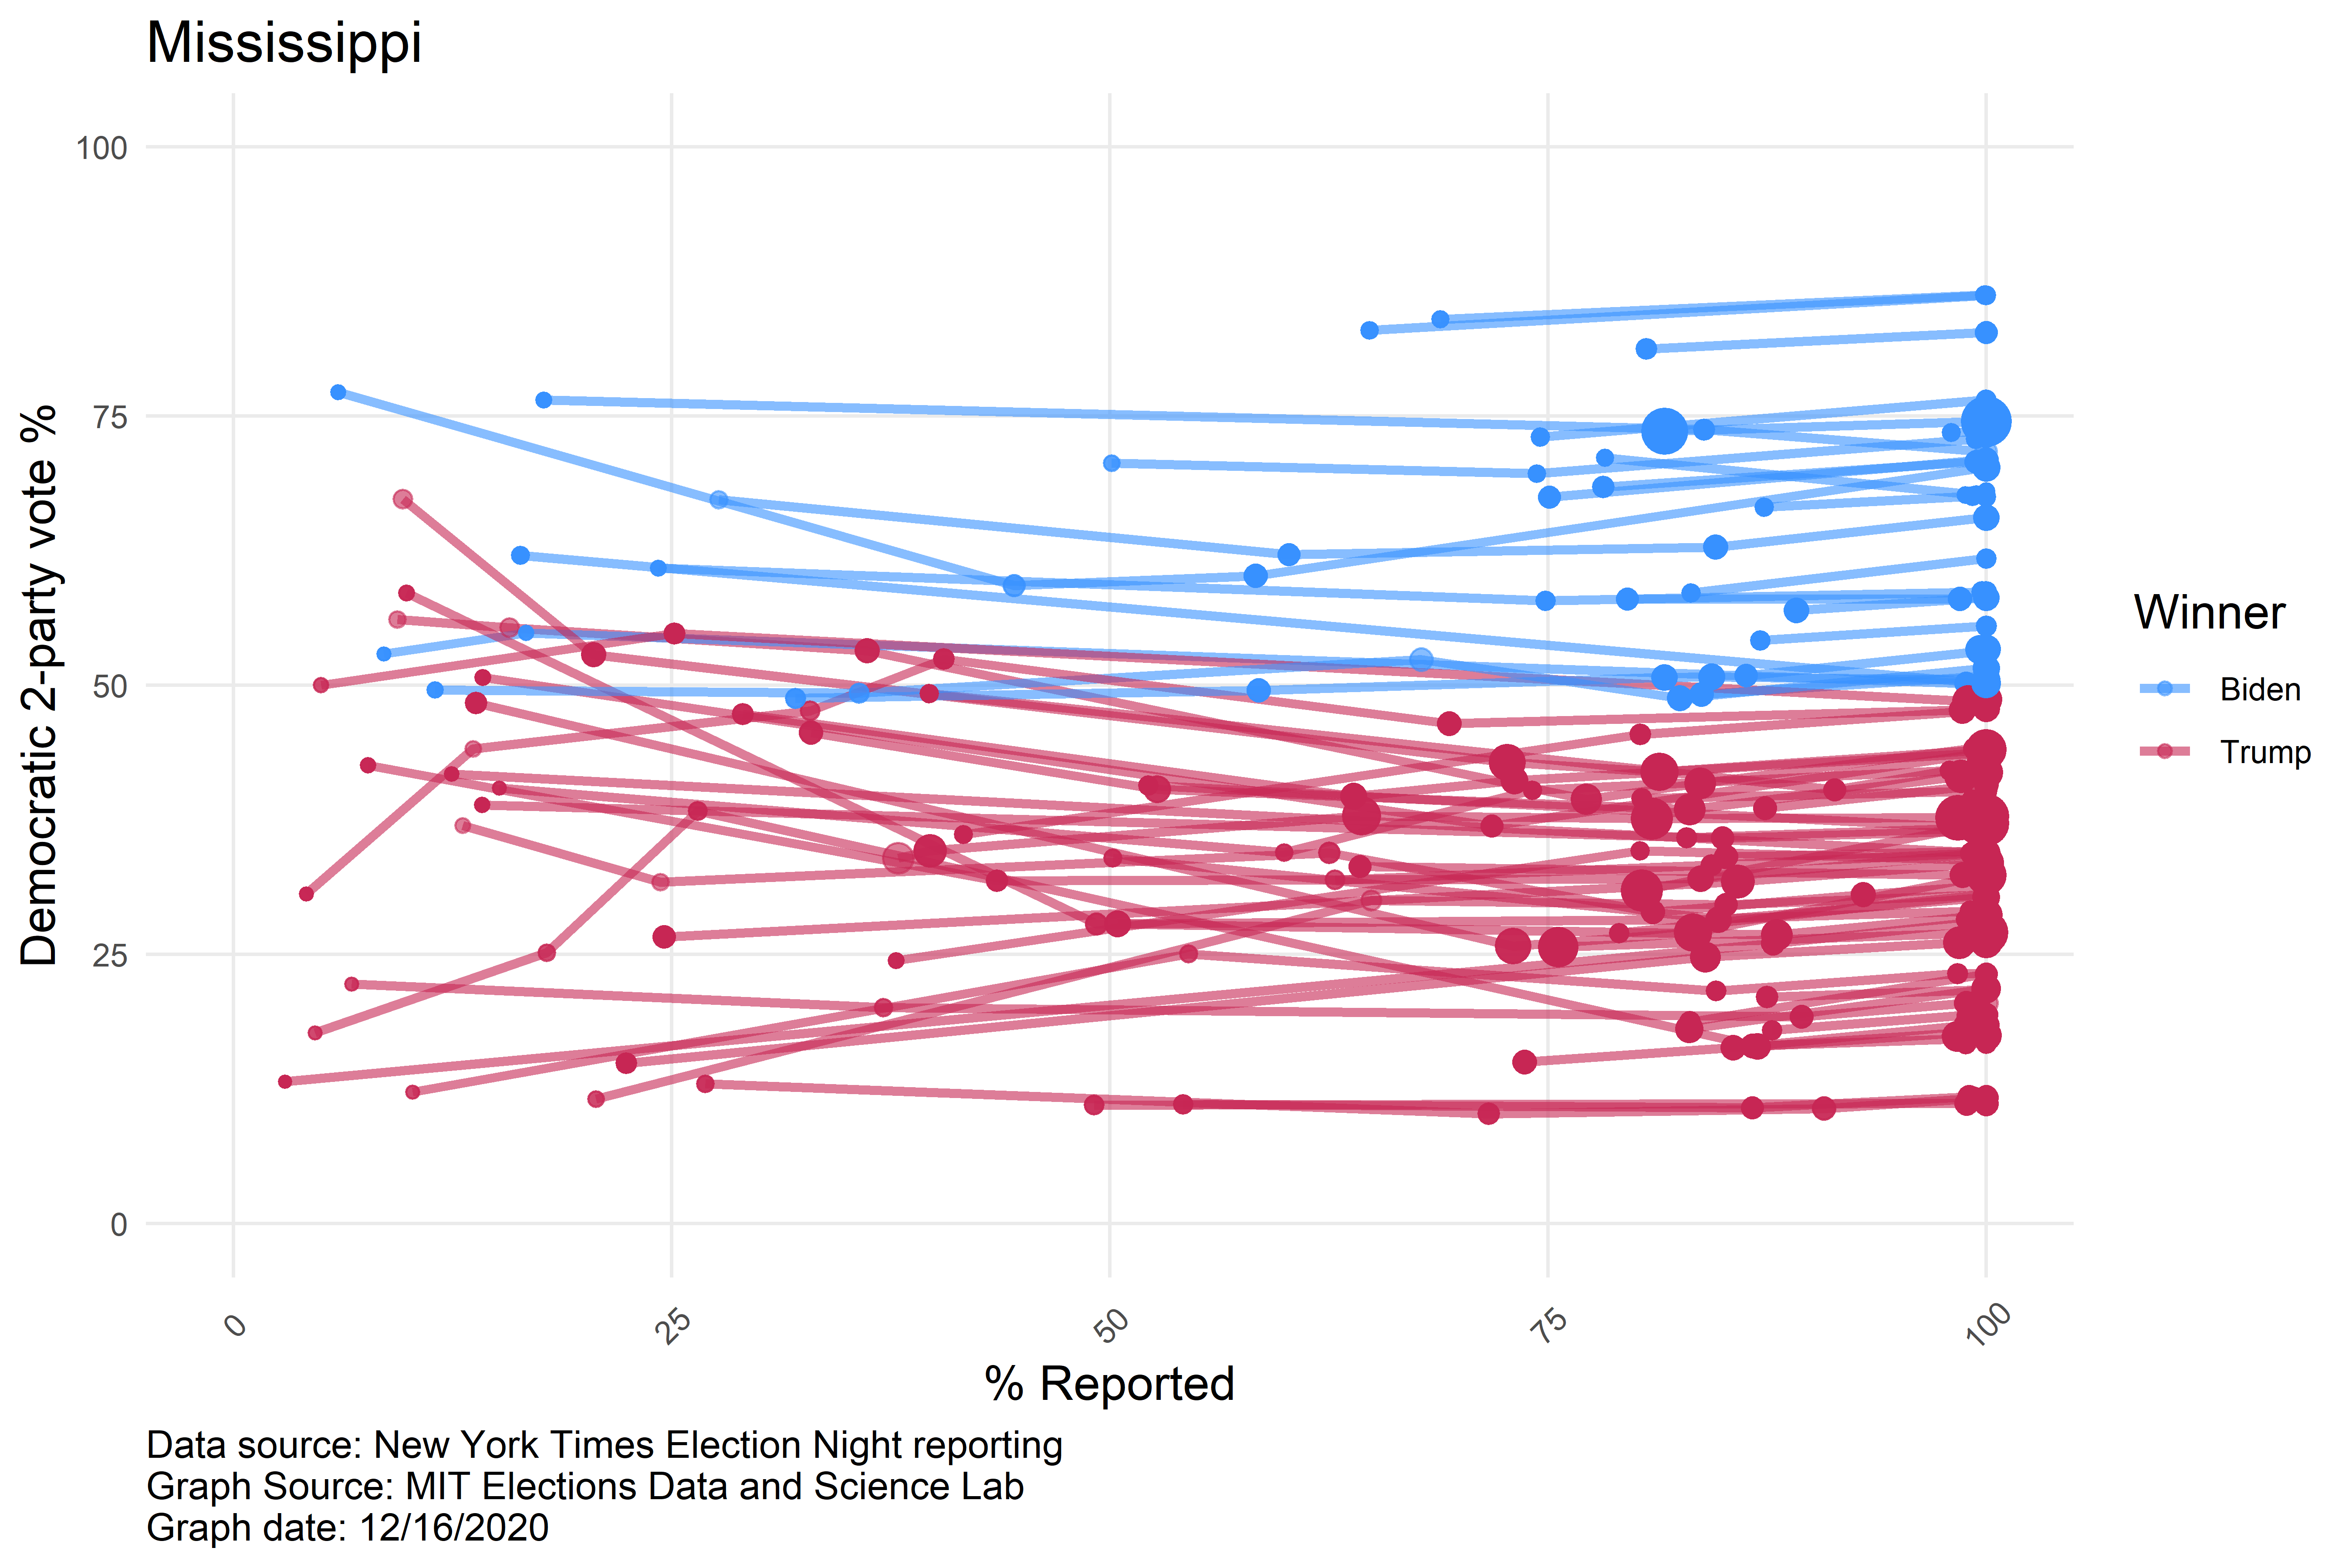 Mississippi
Democratic 2-party vote %
100
75
50
25
0
0
25
50
75
100
% Reported
Winner
Biden
Trump
Data source: New York Times Election Night reporting
Graph Source: MIT Elections Data and Science Lab
Graph date: 12/16/2020